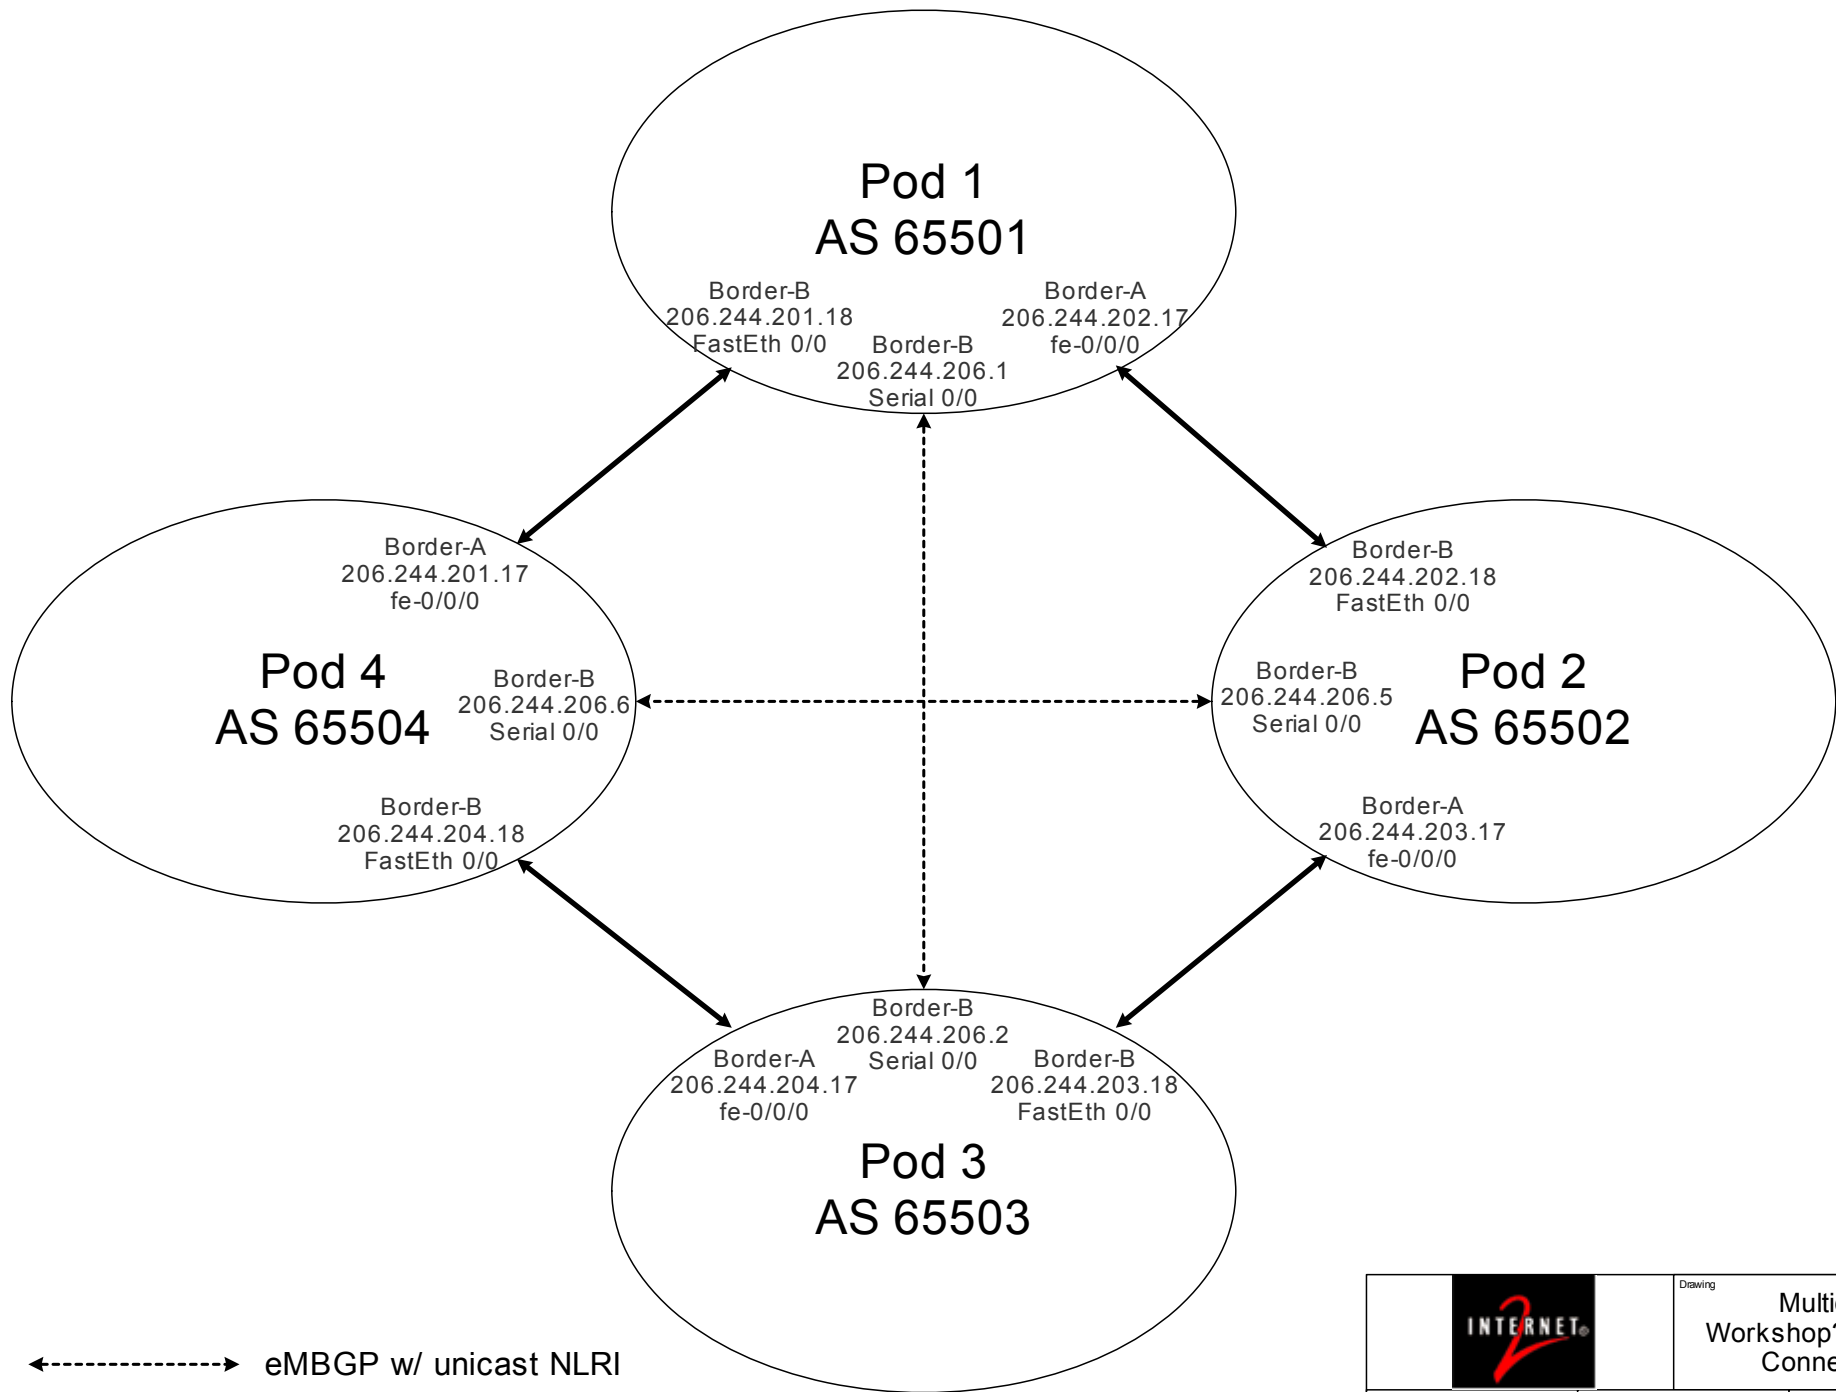 Pod 1
AS 65501
Border-B
206.244.201.18
FastEth 0/0
Border-B
206.244.206.1
Serial 0/0
Border-A
206.244.202.17
fe-0/0/0
Border-A
206.244.201.17
fe-0/0/0
Pod 4
AS 65504
Border-B
206.244.206.6
Serial 0/0
Border-B
206.244.204.18
FastEth 0/0
Border-B
206.244.202.18
FastEth 0/0
Border-B
206.244.206.5
Serial 0/0
Pod 2
AS 65502
Border-A
206.244.203.17
fe-0/0/0
Border-B
206.244.206.2
Serial 0/0
Border-A
206.244.204.17
fe-0/0/0
Border-B
206.244.203.18
FastEth 0/0
Pod 3
AS 65503
eMBGP w/ unicast NLRI
INTERNET®
2
Drawing
Workshop